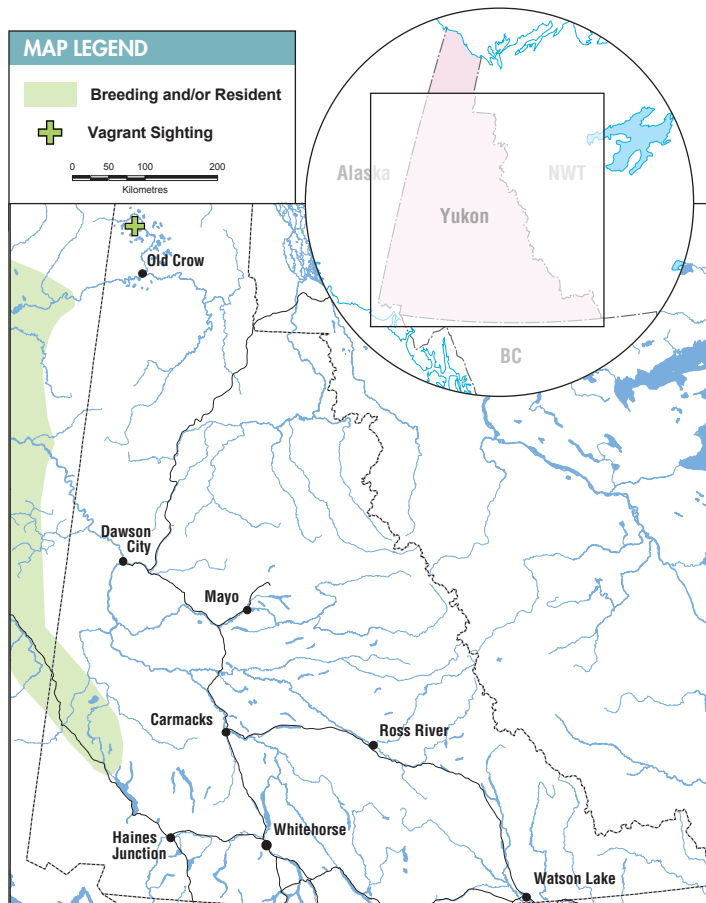 MAP LEGEND
Breeding and/or Resident
Vagrant Sighting
0 50 100 200
Kilometres
Alaska
NWT
Yukon
BC
Old Crow
Dawson
City
Mayo
Carmacks
Ross River
Haines
Junction
Whitehorse
Watson Lake